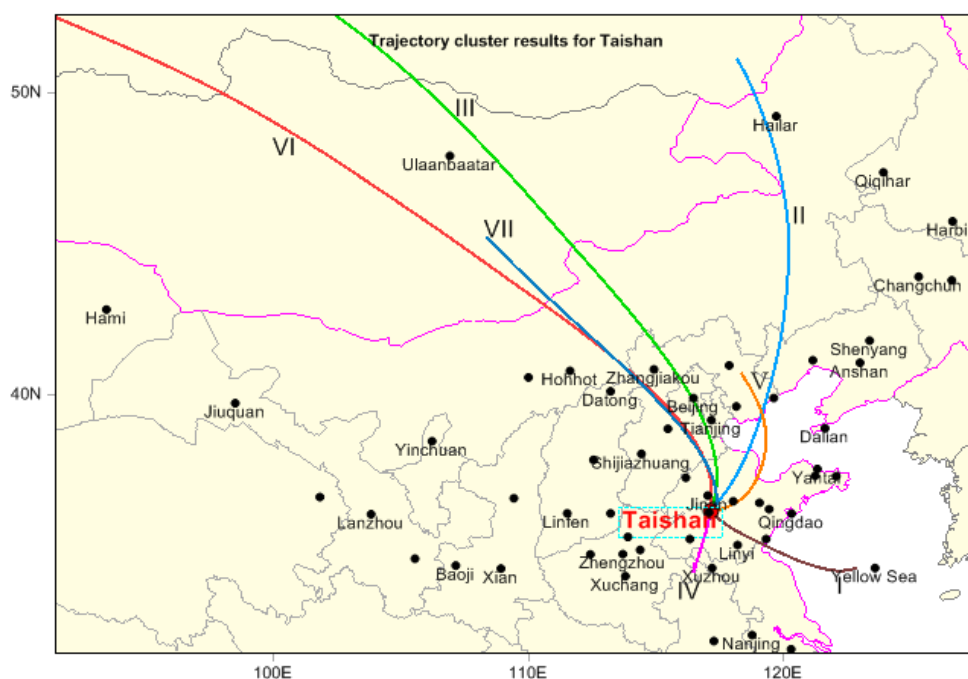 Trajectory cluster results for Taishan
50N
III
VI
Hailar
Ulaanbaatar
Qiqihar
II
VII
Harbi
Changchun
Hami
Shenyang
Anshan
Zhangjiakou
V
Hohhot
40N
Datong
Beijing
Jiuquan
Tianjing
Dalian
Yinchuan
Shijiazhuang
Yantai
Jinan
Taishan
Lanzhou
Linfen
Qingdao
Linyi
Zhengzhou
Baoji
Xian
Xuzhou
Yellow Sea
Xuchang
IV
I
Nanjing
100E
110E
120E